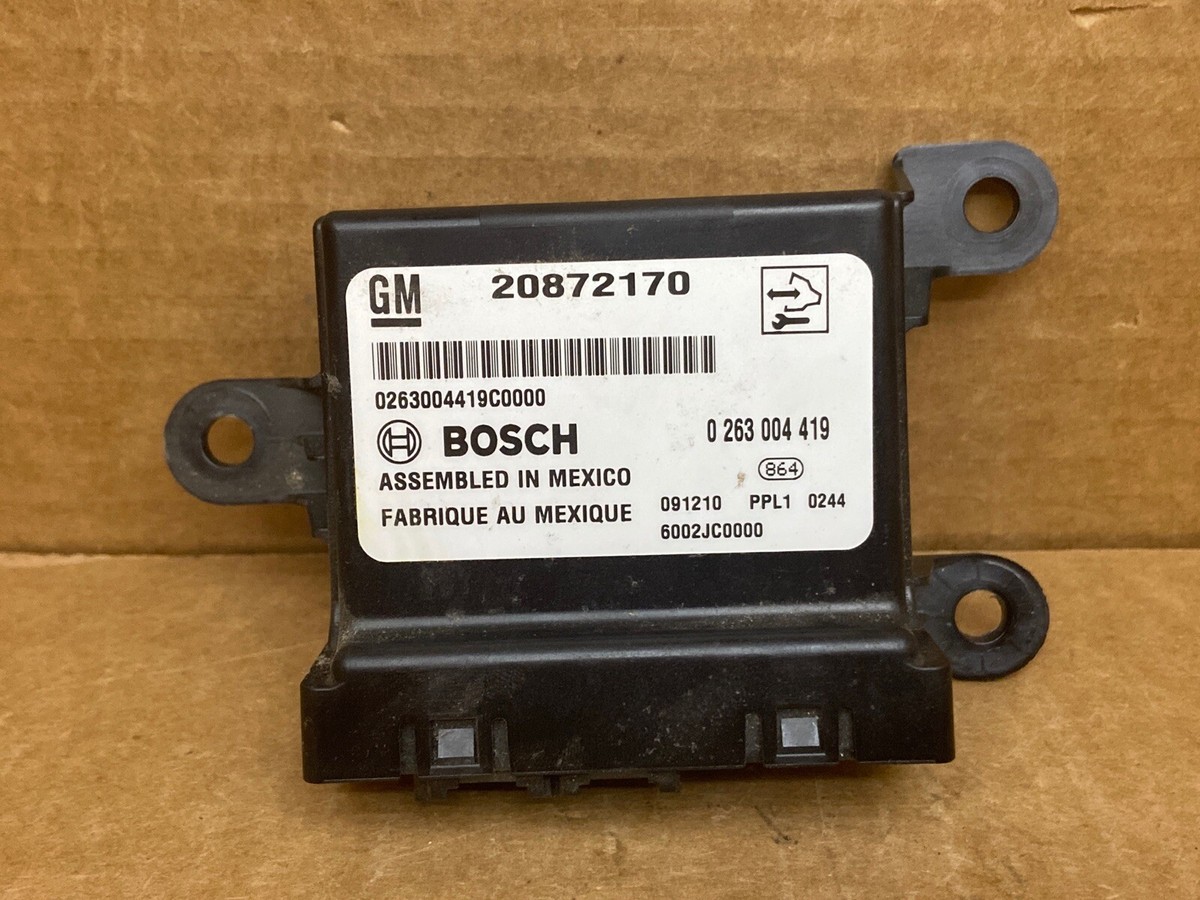 GM 20872170
0263004419C0000
BOSCH 0 263 004 419
864
ASSEMBLED IN MEXICO
FABRIQUE AU MEXIQUE
091210 PPL1 0244
6002JC0000